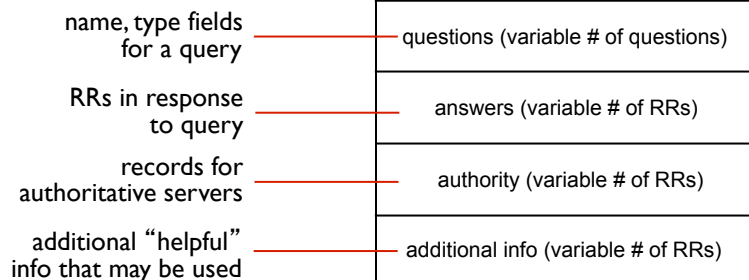 name, type fields
for a query
questions (variable # of questions)
RRs in response
to query
answers (variable # of RRs)
records for
authoritative servers
authority (variable # of RRs)
additional “helpful”
info that may be used
additional info (variable # of RRs)